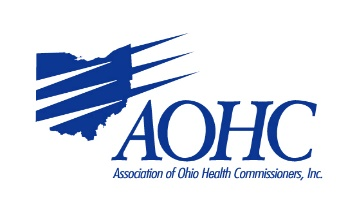 AOHC
Association of Ohio Health Commissioners, Inc.